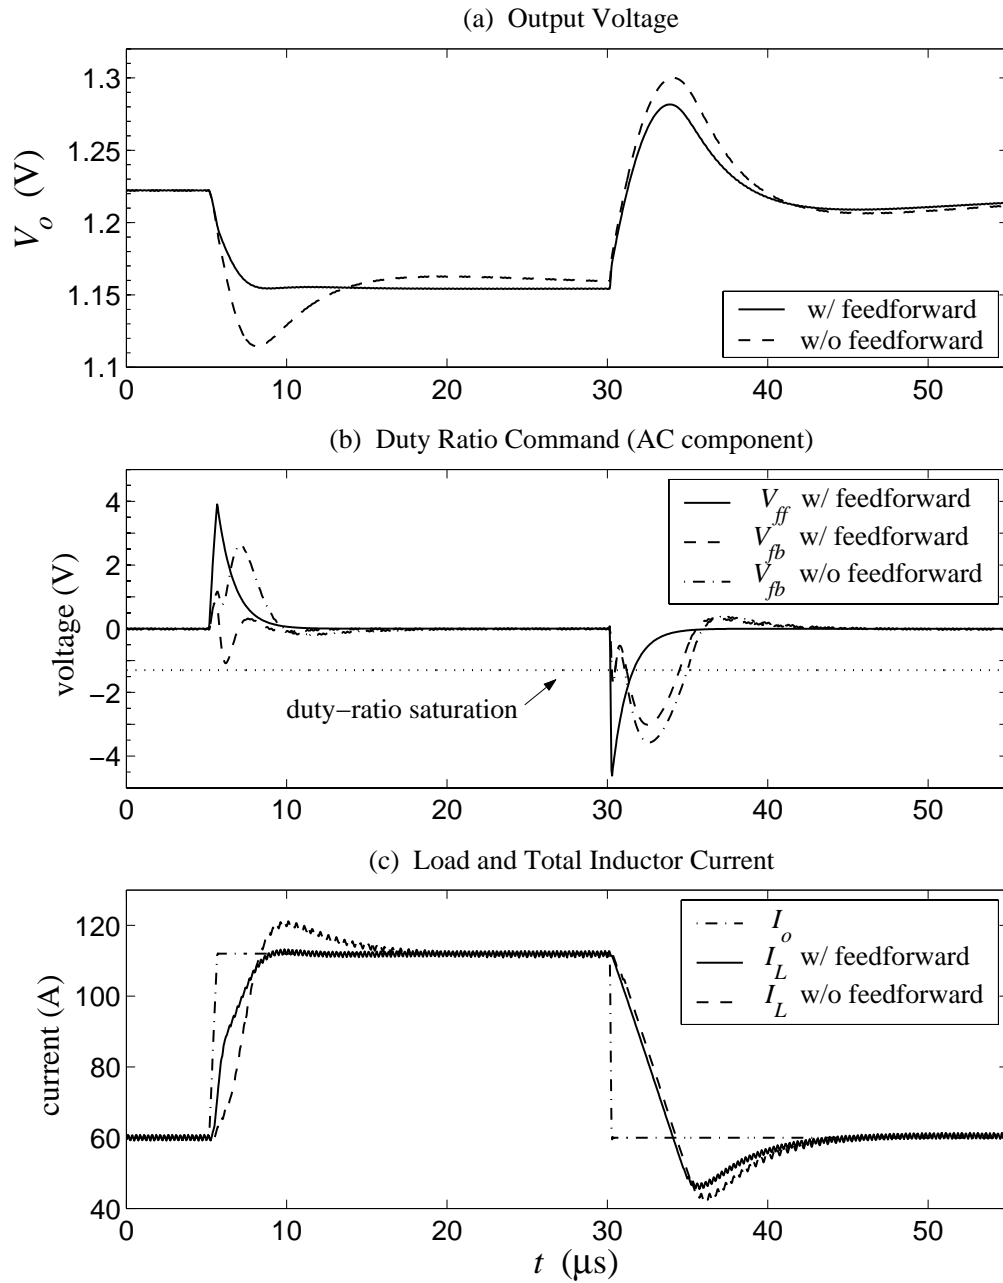 (a) Output Voltage
1.3
1.25
1.2
1.15
1.1
V_o (V)
w/ feedforward
w/o feedforward
0 10 20 30 40 50
(b) Duty Ratio Command (AC component)
4
2
0
−2
−4
voltage (V)
V_ff w/ feedforward
V_fb w/ feedforward
V_fb w/o feedforward
duty−ratio saturation
0 10 20 30 40 50
(c) Load and Total Inductor Current
120
100
80
60
40
current (A)
I_o
I_L w/ feedforward
I_L w/o feedforward
0 10 20 30 40 50
t (μs)